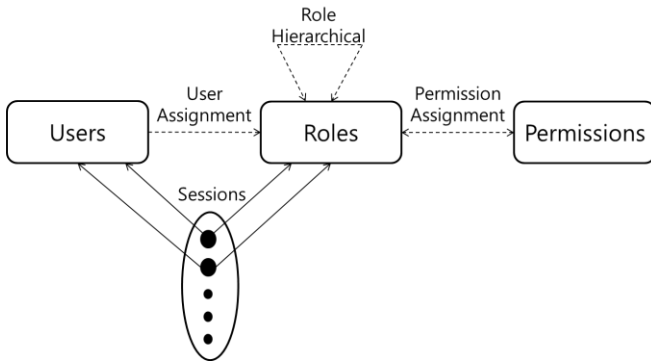 Role
Hierarchical
User
Assignment
Permission
Assignment
Users
Roles
Permissions
Sessions